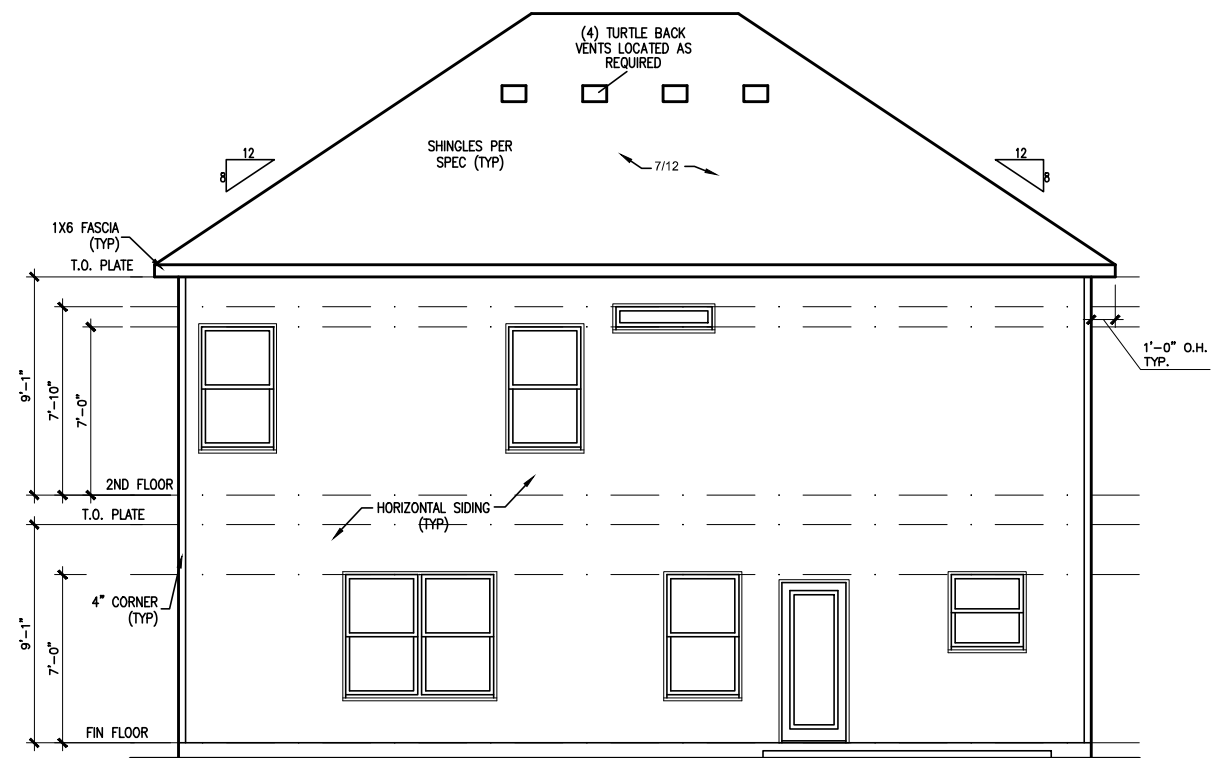 (4) TURTLE BACK
VENTS LOCATED AS
REQUIRED
SHINGLES PER
SPEC (TYP)
7/12
12
8
12
8
1X6 FASCIA
(TYP)
T.O. PLATE
1'-0" O.H.
TYP.
9'-1"
7'-10"
7'-0"
2ND FLOOR
T.O. PLATE
HORIZONTAL SIDING
(TYP)
4" CORNER
(TYP)
9'-1"
7'-0"
FIN FLOOR